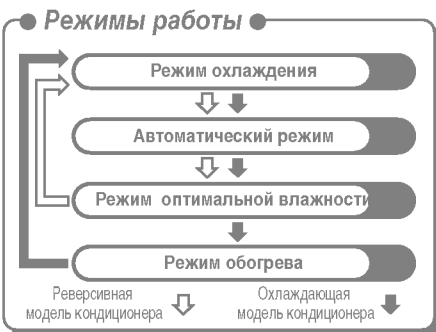 Режимы работы
Режим охлаждения
Автоматический режим
Режим оптимальной влажности
Режим обогрева
Реверсивная
модель кондиционера
Охлаждающая
модель кондиционера